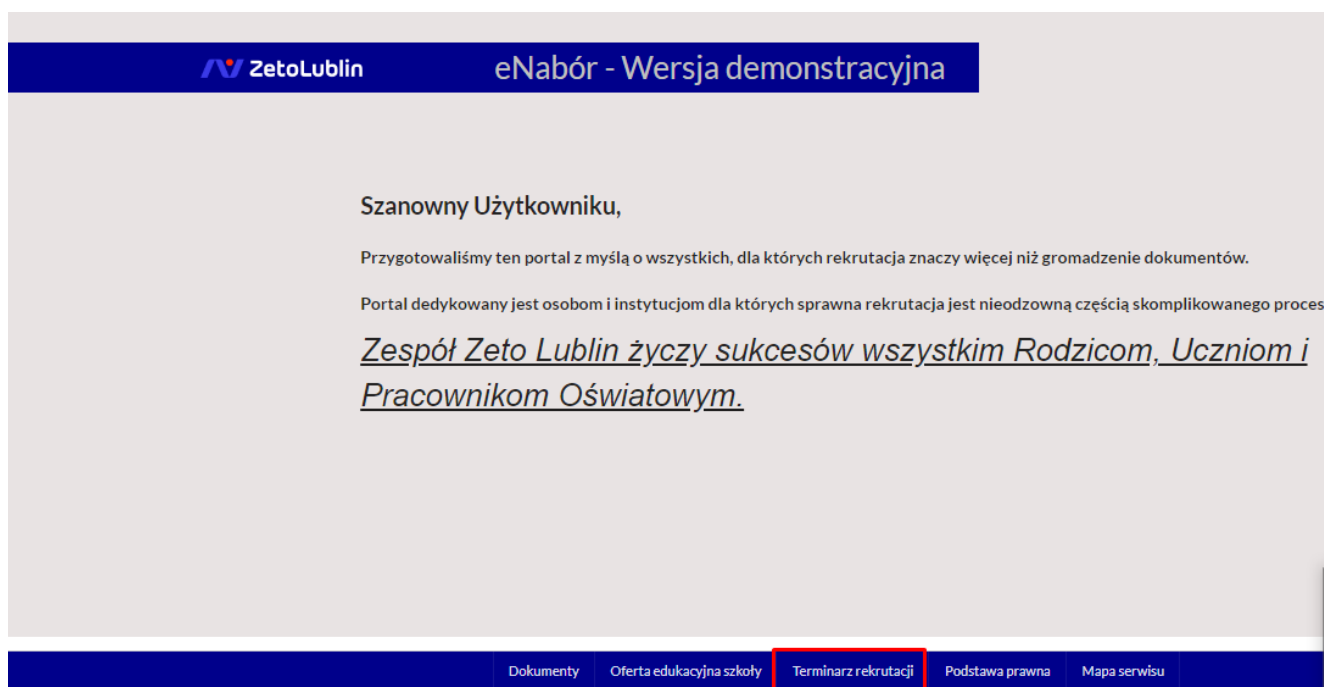 ZetoLublin eNabór - Wersja demonstracyjna
Szanowny Użytkowniku,
Przygotowaliśmy ten portal z myślą o wszystkich, dla których rekrutacja znaczy więcej niż gromadzenie dokumentów.
Portal dedykowany jest osobom i instytucjom dla których sprawna rekrutacja jest nieodzowną częścią skomplikowanego proces
Zespół Zeto Lublin życzy sukcesów wszystkim Rodzicom, Uczniom i
Pracownikom Oświatowym.
Dokumenty Oferta edukacyjna szkoły Terminarz rekrutacji Podstawa prawna Mapa serwisu